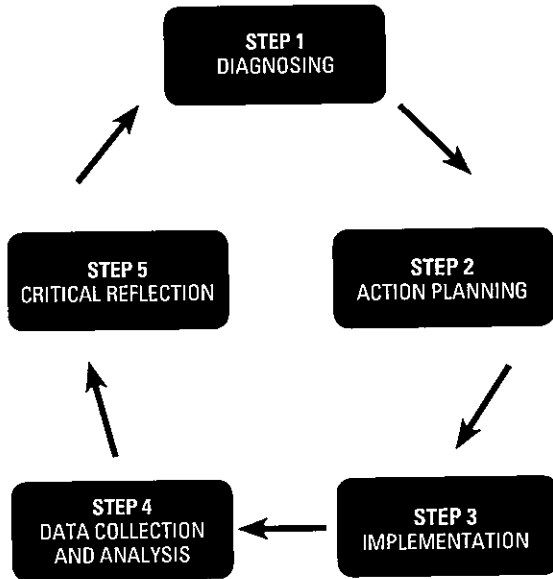 STEP 1
DIAGNOSING
STEP 2
ACTION PLANNING
STEP 3
IMPLEMENTATION
STEP 4
DATA COLLECTION
AND ANALYSIS
STEP 5
CRITICAL REFLECTION